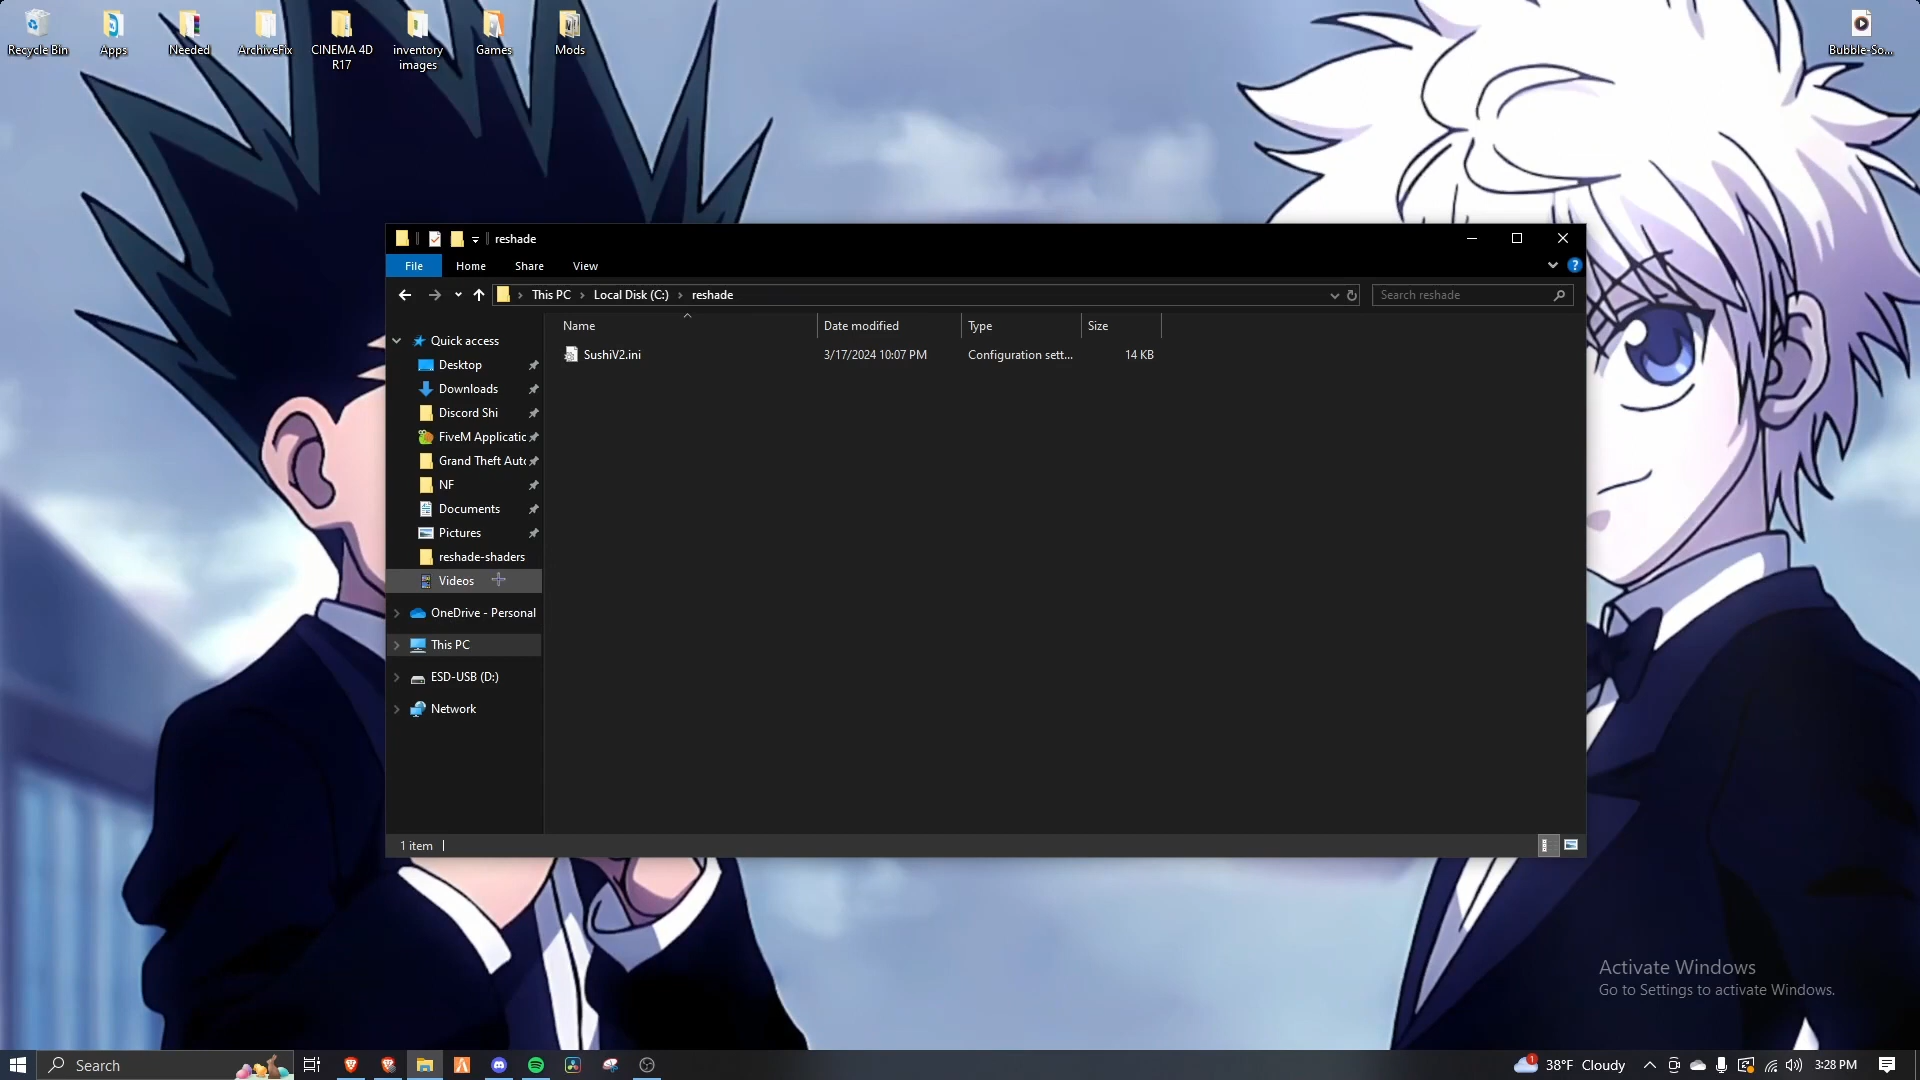 Recycle Bin
Apps
Needed
ArchiveFix
CINEMA 4D
R17
inventory
images
Games
Mods
Bubble-So...
reshade
File
Home
Share
View
This PC
Local Disk (C:)
reshade
Search reshade
Name
Date modified
Type
Size
SushiV2.ini
3/17/2024 10:07 PM
Configuration sett...
14 KB
Quick access
Desktop
Downloads
Discord Shi
FiveM Applicatic
Grand Theft Aut
NF
Documents
Pictures
reshade-shaders
Videos
OneDrive - Personal
This PC
ESD-USB (D:)
Network
1 item
Activate Windows
Go to Settings to activate Windows.
Search
1
38°F Cloudy
3:28 PM